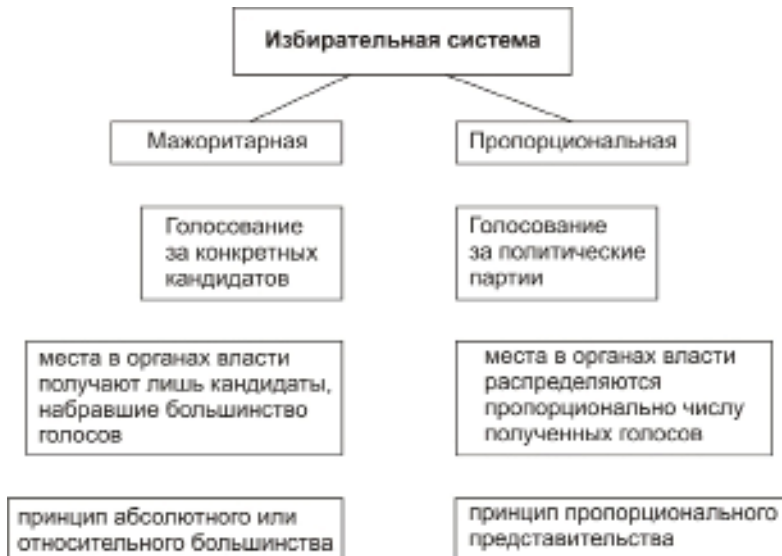 Избирательная система
Мажоритарная
Пропорциональная
Голосование
за конкретных
кандидатов
Голосование
за политические
партии
места в органах власти
получают лишь кандидаты,
набравшие большинство
голосов
места в органах власти
распределяются
пропорционально числу
полученных голосов
принцип абсолютного или
относительного большинства
принцип пропорционального
представительства